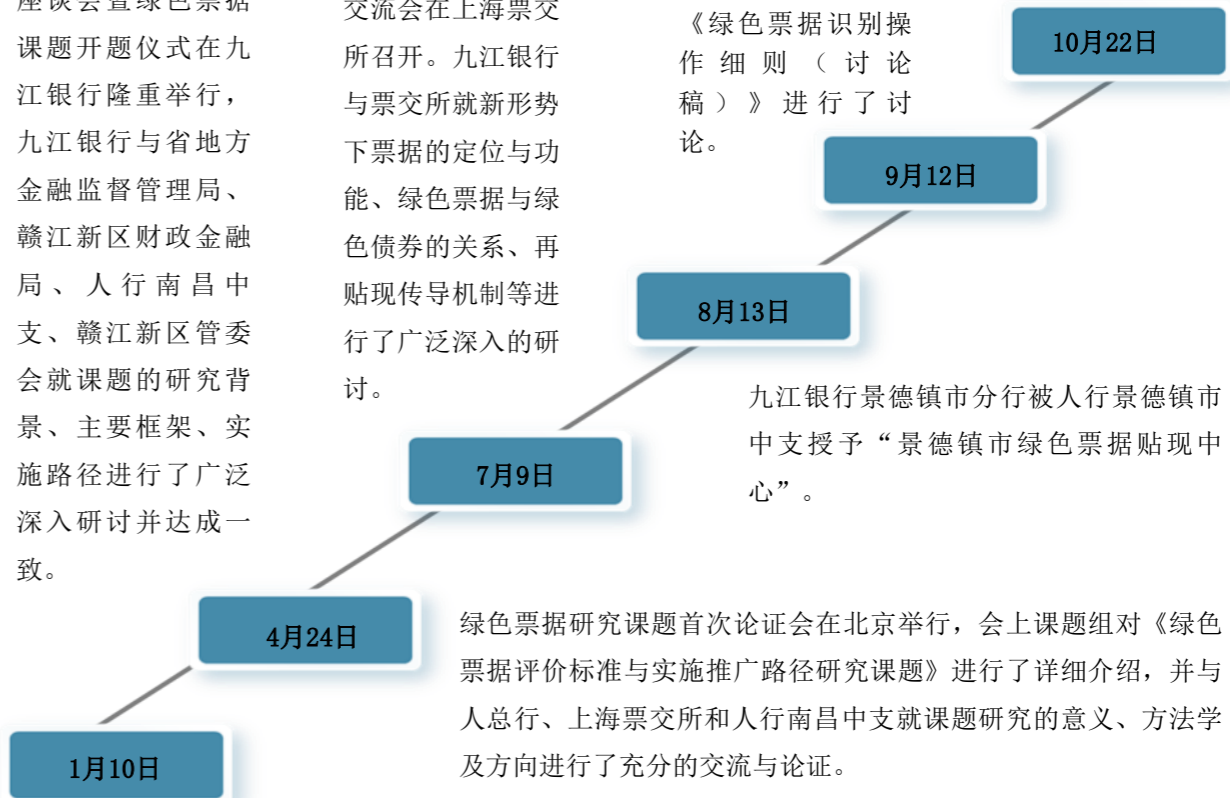 座谈会暨绿色票据
课题开题仪式在九
江银行隆重举行，
九江银行与省地方
金融监督管理局、
赣江新区财政金融
局、人行南昌中
支、赣江新区管委
会就课题的研究背
景、主要框架、实
施路径进行了广泛
深入研讨并达成一
致。
交流会在上海票交
所召开。九江银行
与票交所就新形势
下票据的定位与功
能、绿色票据与绿
色债券的关系、再
贴现传导机制等进
行了广泛深入的研
讨。
《绿色票据识别操
作细则（讨论
稿）》进行了讨
论。
10月22日
9月12日
8月13日
九江银行景德镇市分行被人行景德镇市
中支授予“景德镇市绿色票据贴现中
心”。
7月9日
4月24日
绿色票据研究课题首次论证会在北京举行，会上课题组对《绿色
票据评价标准与实施推广路径研究课题》进行了详细介绍，并与
人总行、上海票交所和人行南昌中支就课题研究的意义、方法学
及方向进行了充分的交流与论证。
1月10日